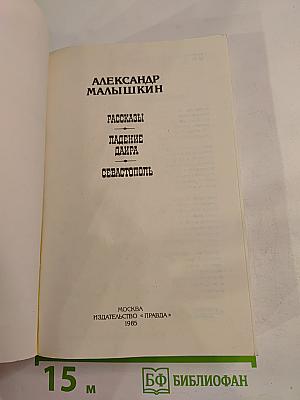 АЛЕКСАНДР
МАЛЫШКИН
РАССКАЗЫ
ПАДЕНИЕ
ДАИРА
СЕВАСТОПОЛЬ
МОСКВА
ИЗДАТЕЛЬСТВО «ПРАВДА»
1985
15 м
БФ БИБЛИОФАН